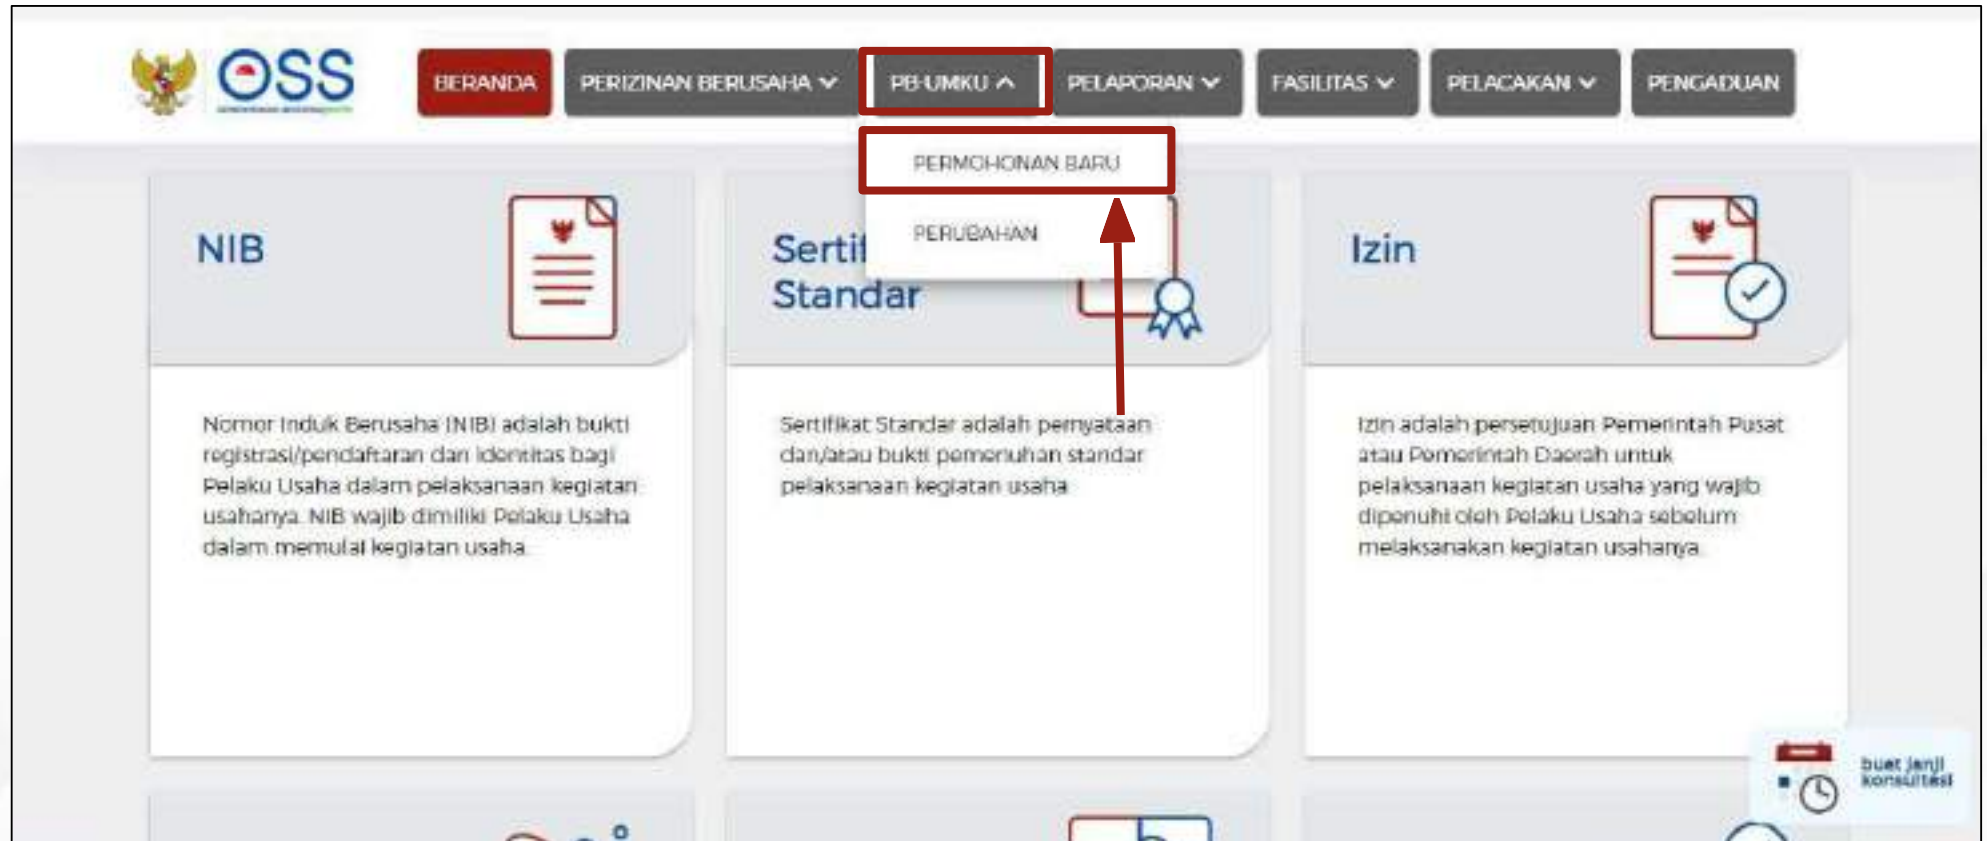 OSS
BERANDA
PERIZINAN BERUSAHA
PB-UMKU
PELAPORAN
FASILITAS
PELACAKAN
PENGADUAN
PERMOHONAN BARU
PERUBAHAN
NIB
Nomor Induk Berusaha (NIB) adalah bukti
registrasi/pendaftaran dan identitas bagi
Pelaku Usaha dalam pelaksanaan kegiatan
usahanya. NIB wajib dimiliki Pelaku Usaha
dalam memulai kegiatan usaha.
Sertif
Standar
Sertifikat Standar adalah pernyataan
dan/atau bukti pemenuhan standar
pelaksanaan kegiatan usaha
Izin
Izin adalah persetujuan Pemerintah Pusat
atau Pemerintah Daerah untuk
pelaksanaan kegiatan usaha yang wajib
dipenuhi oleh Pelaku Usaha sebelum
melaksanakan kegiatan usahanya.
buat janji
konsultasi